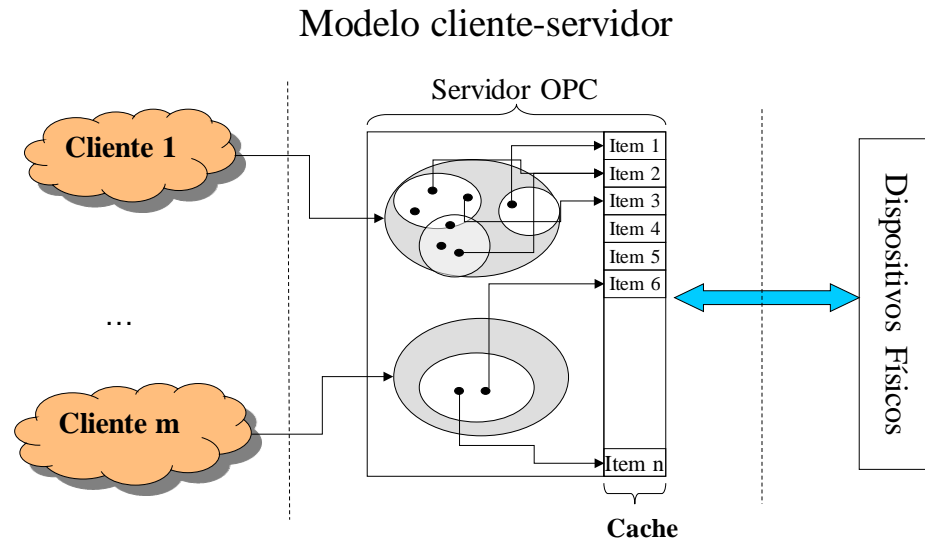 Modelo cliente-servidor
Servidor OPC
Cliente 1
Item 1
Item 2
Item 3
Item 4
Item 5
Item 6
...
Cliente m
Item n
Cache
Dispositivos Físicos